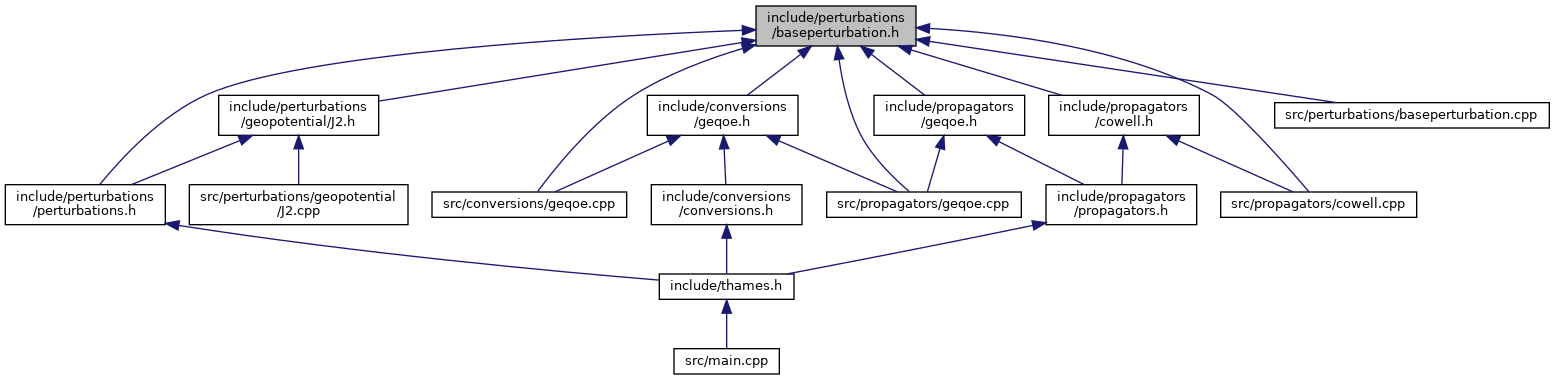 include/perturbations
/baseperturbation.h
include/perturbations
/geopotential/J2.h
include/conversions
/geqoe.h
include/propagators
/geqoe.h
include/propagators
/cowell.h
src/perturbations/baseperturbation.cpp
include/perturbations
/perturbations.h
src/perturbations/geopotential
/J2.cpp
src/conversions/geqoe.cpp
include/conversions
/conversions.h
src/propagators/geqoe.cpp
include/propagators
/propagators.h
src/propagators/cowell.cpp
include/thames.h
src/main.cpp